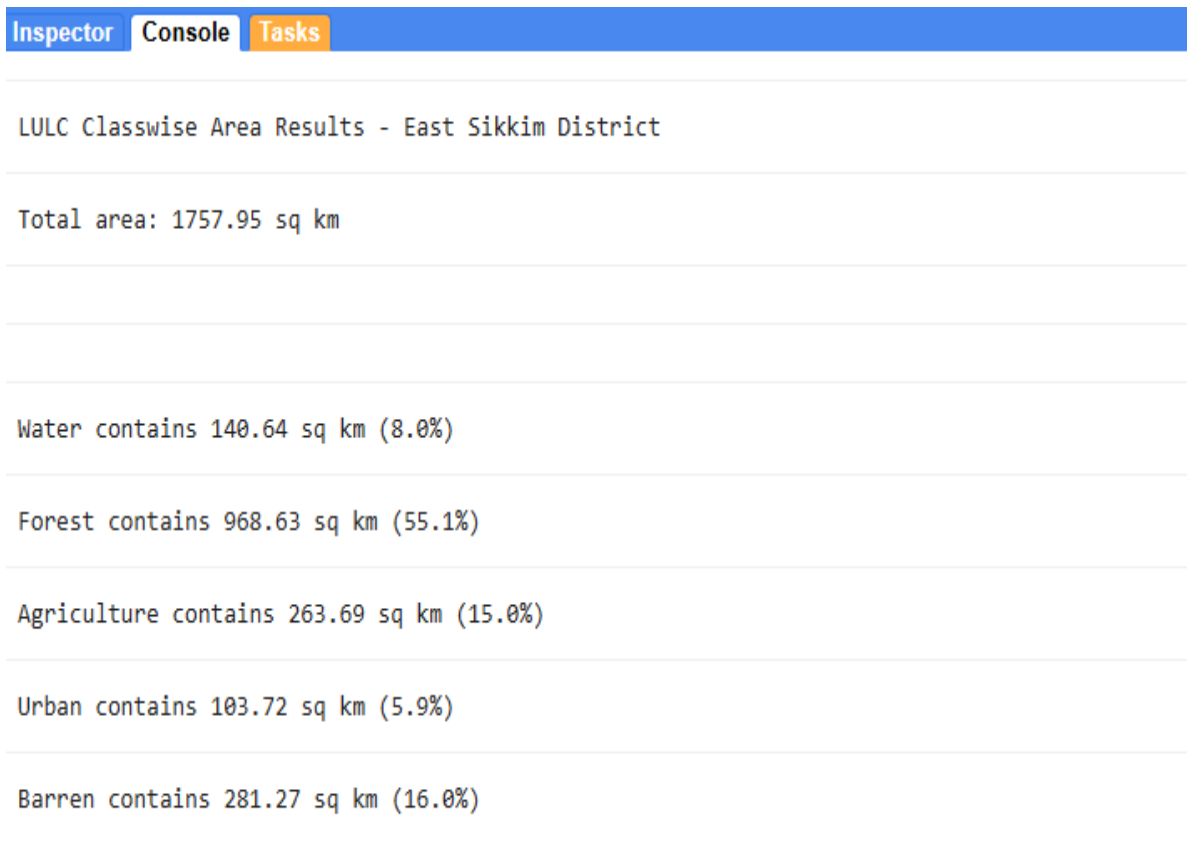 Inspector Console Tasks
LULC Classwise Area Results - East Sikkim District
Total area: 1757.95 sq km
Water contains 140.64 sq km (8.0%)
Forest contains 968.63 sq km (55.1%)
Agriculture contains 263.69 sq km (15.0%)
Urban contains 103.72 sq km (5.9%)
Barren contains 281.27 sq km (16.0%)